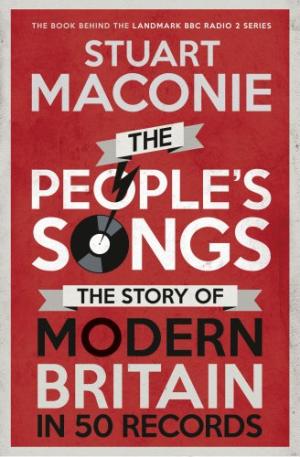 THE BOOK BEHIND THE LANDMARK BBC RADIO 2 SERIES
STUART
MACONIE
THE
PEOPLE'S
SONGS
THE STORY OF
MODERN
BRITAIN
IN 50 RECORDS